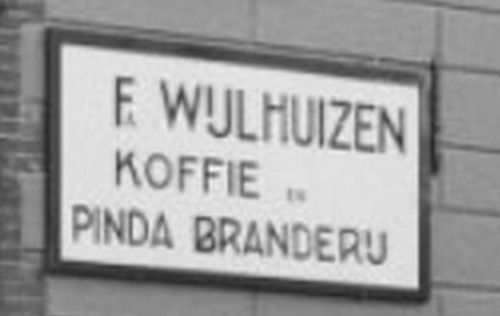 Fa WIJLHUIZEN
KOFFIE EN
PINDA BRANDERIJ